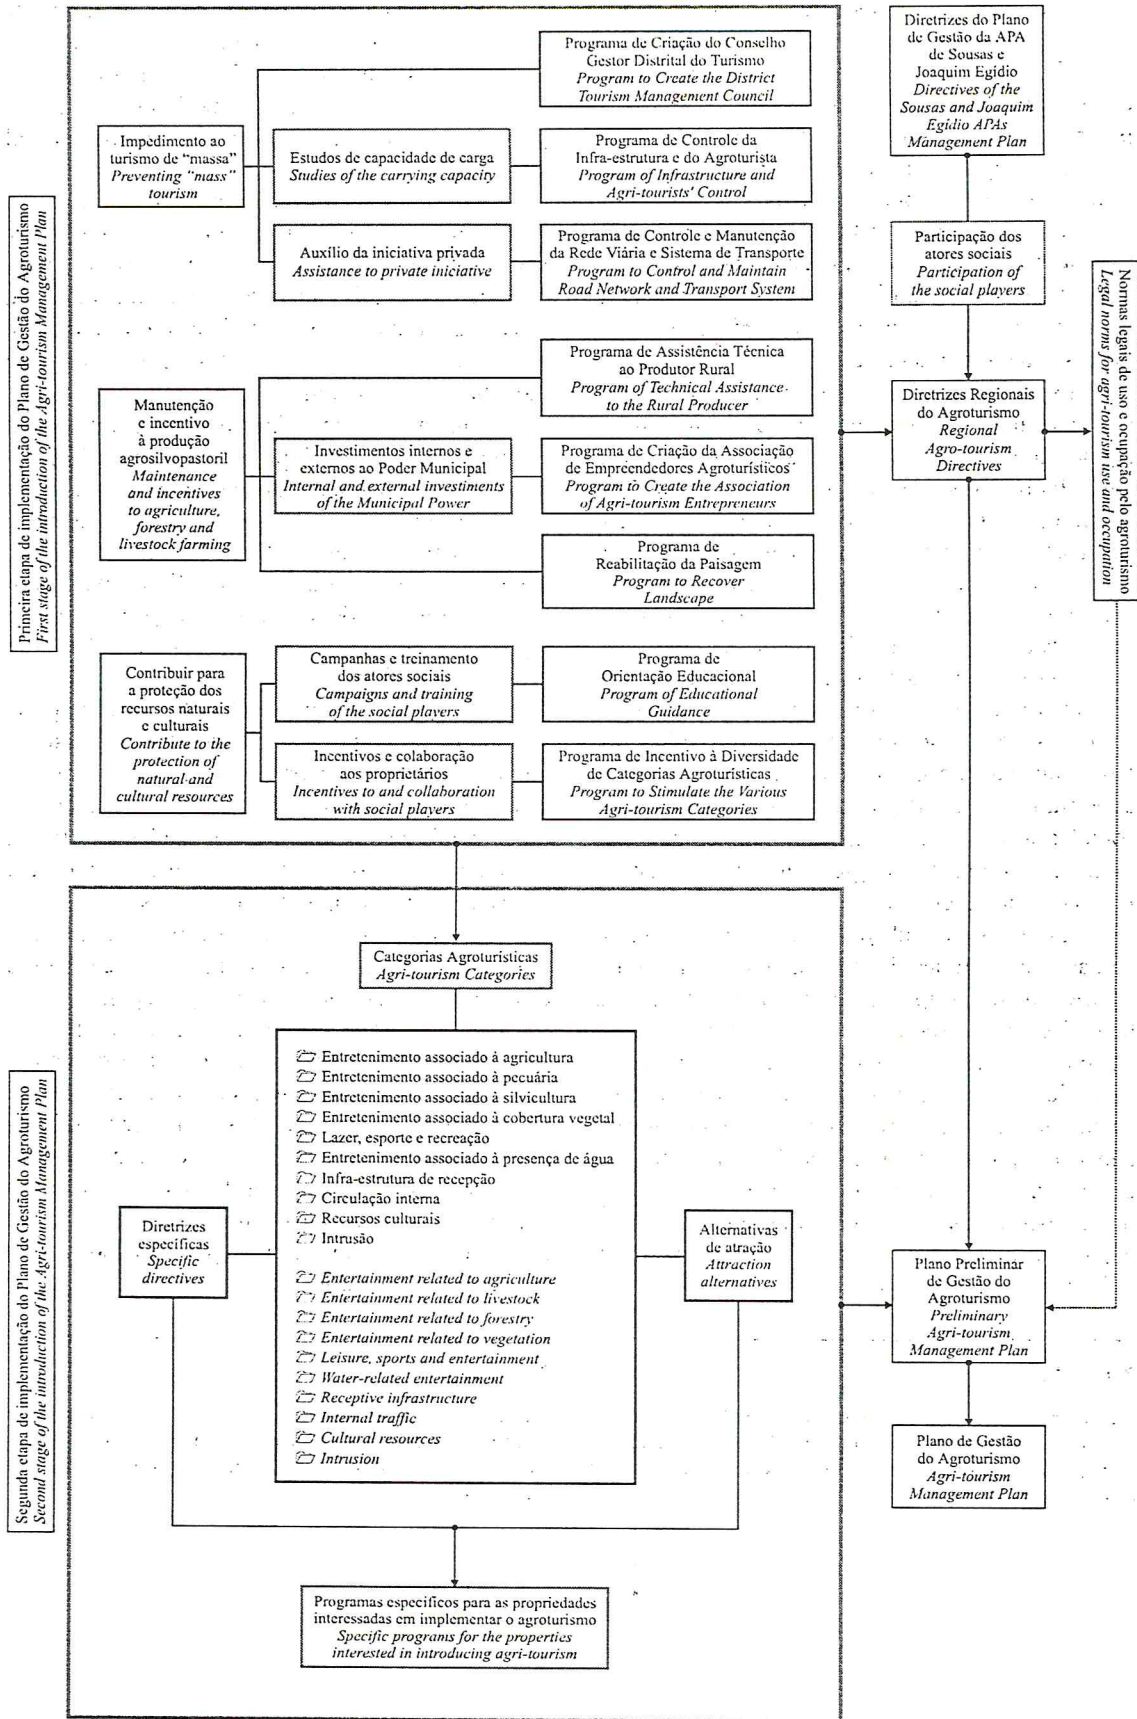 Primeira etapa de implementação do Plano de Gestão do Agroturismo
First stage of the introduction of the Agri-tourism Management Plan
Impedimento ao
turismo de “massa”
Preventing “mass”
tourism
Estudos de capacidade de carga
Studies of the carrying capacity
Auxílio da iniciativa privada
Assistance to private iniciative
Programa de Criação do Conselho
Gestor Distrital do Turismo
Program to Create the District
Tourism Management Council
Programa de Controle da
Infra-estrutura e do Agroturista
Program of Infrastructure and
Agri-tourists' Control
Programa de Controle e Manutenção
da Rede Viária e Sistema de Transporte
Program to Control and Maintain
Road Network and Transport System
Manutenção
e incentivo
à produção
agrosilvopastoril
Maintenance
and incentives
to agriculture,
forestry and
livestock farming
Investimentos internos e
externos ao Poder Municipal
Internal and external investiments
of the Municipal Power
Programa de Assistência Técnica
ao Produtor Rural
Program of Technical Assistance
to the Rural Producer
Programa de Criação da Associação
de Empreendedores Agroturísticos
Program to Create the Association
of Agri-tourism Entrepreneurs
Programa de
Reabilitação da Paisagem
Program to Recover
Landscape
Contribuir para
a proteção dos
recursos naturais
e culturais
Contribute to the
protection of
natural and
cultural resources
Campanhas e treinamento
dos atores sociais
Campaigns and training
of the social players
Incentivos e colaboração
aos proprietários
Incentives to and collaboration
with social players
Programa de
Orientação Educacional
Program of Educational
Guidance
Programa de Incentivo à Diversidade
de Categorias Agroturísticas
Program to Stimulate the Various
Agri-tourism Categories
Diretrizes do Plano
de Gestão da APA
de Sousas e
Joaquim Egídio
Directives of the
Sousas and Joaquim
Egídio APAs
Management Plan
Participação dos
atores sociais
Participation of
the social players
Diretrizes Regionais
do Agroturismo
Regional
Agro-tourism
Directives
Normas legais de uso e ocupação pelo agroturismo
Legal norms for agri-tourism use and occupation
Segunda etapa de implementação do Plano de Gestão do Agroturismo
Second stage of the introduction of the Agri-tourism Management Plan
Categorias Agroturísticas
Agri-tourism Categories
Diretrizes
específicas
Specific
directives
Entretenimento associado à agricultura
Entretenimento associado à pecuária
Entretenimento associado à silvicultura
Entretenimento associado à cobertura vegetal
Lazer, esporte e recreação
Entretenimento associado à presença de água
Infra-estrutura de recepção
Circulação interna
Recursos culturais
Intrusão
Entertainment related to agriculture
Entertainment related to livestock
Entertainment related to forestry
Entertainment related to vegetation
Leisure, sports and entertainment
Water-related entertainment
Receptive infrastructure
Internal traffic
Cultural resources
Intrusion
Alternativas
de atração
Attraction
alternatives
Programas específicos para as propriedades
interessadas em implementar o agroturismo
Specific programs for the properties
interested in introducing agri-tourism
Plano Preliminar
de Gestão do
Agroturismo
Preliminary
Agri-tourism
Management Plan
Plano de Gestão
do Agroturismo
Agri-tourism
Management Plan